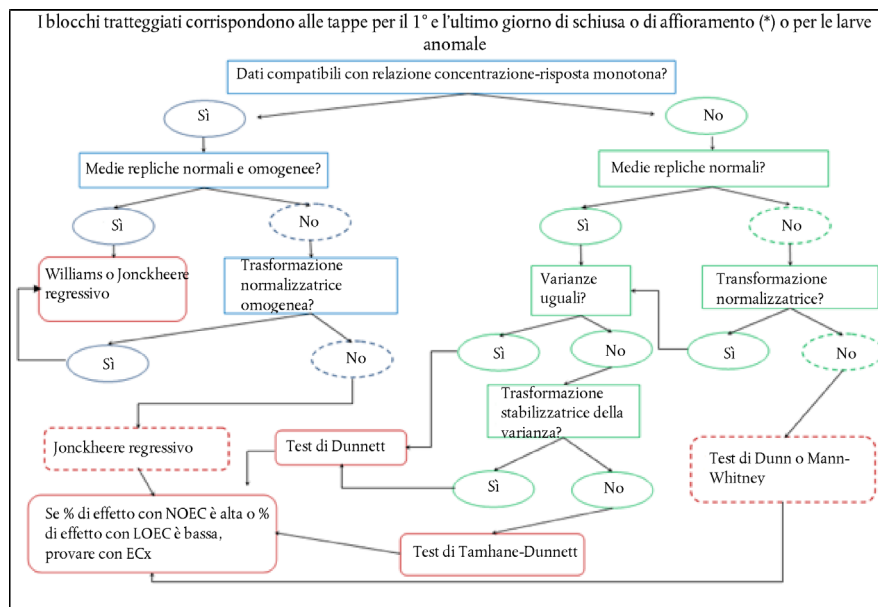 I blocchi tratteggiati corrispondono alle tappe per il 1° e l'ultimo giorno di schiusa o di affioramento (*) o per le larve
anomale
Dati compatibili con relazione concentrazione-risposta monotona?
Sì
No
Medie repliche normali e omogenee?
Medie repliche normali?
Sì
No
Sì
No
Williams o Jonckheere
regressivo
Trasformazione
normalizzatrice
omogenea?
Varianze
uguali?
Transformazione
normalizzatrice?
Sì
No
Sì
No
Sì
No
Trasformazione
stabilizzatrice della
varianza?
Jonckheere regressivo
Test di Dunnett
Test di Dunn o Mann-
Whitney
Sì
No
Se % di effetto con NOEC è alta o %
di effetto con LOEC è bassa,
provare con ECx
Test di Tamhane-Dunnett